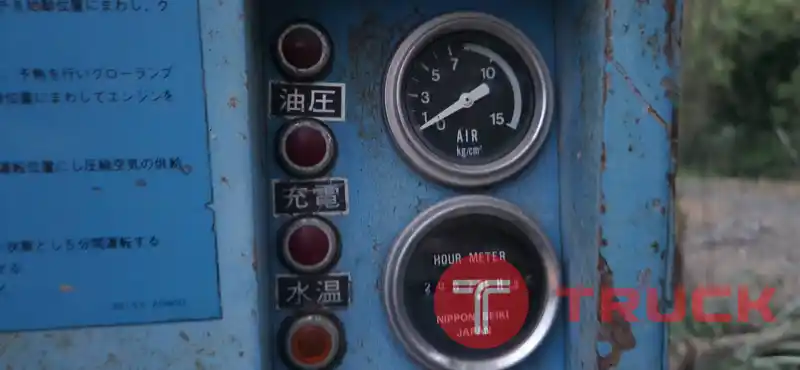 を始動位置にまわし、ク
、予熱を行いグローランプ
位置にまわしてエンジンを
運転位置にし圧縮空気の供給
状態とし5分間運転する
油圧
充電
水温
1 0 3 5 7 10 15
AIR
kg/cm²
HOUR METER
NIPPON SEIKI
JAPAN
T TRUCK